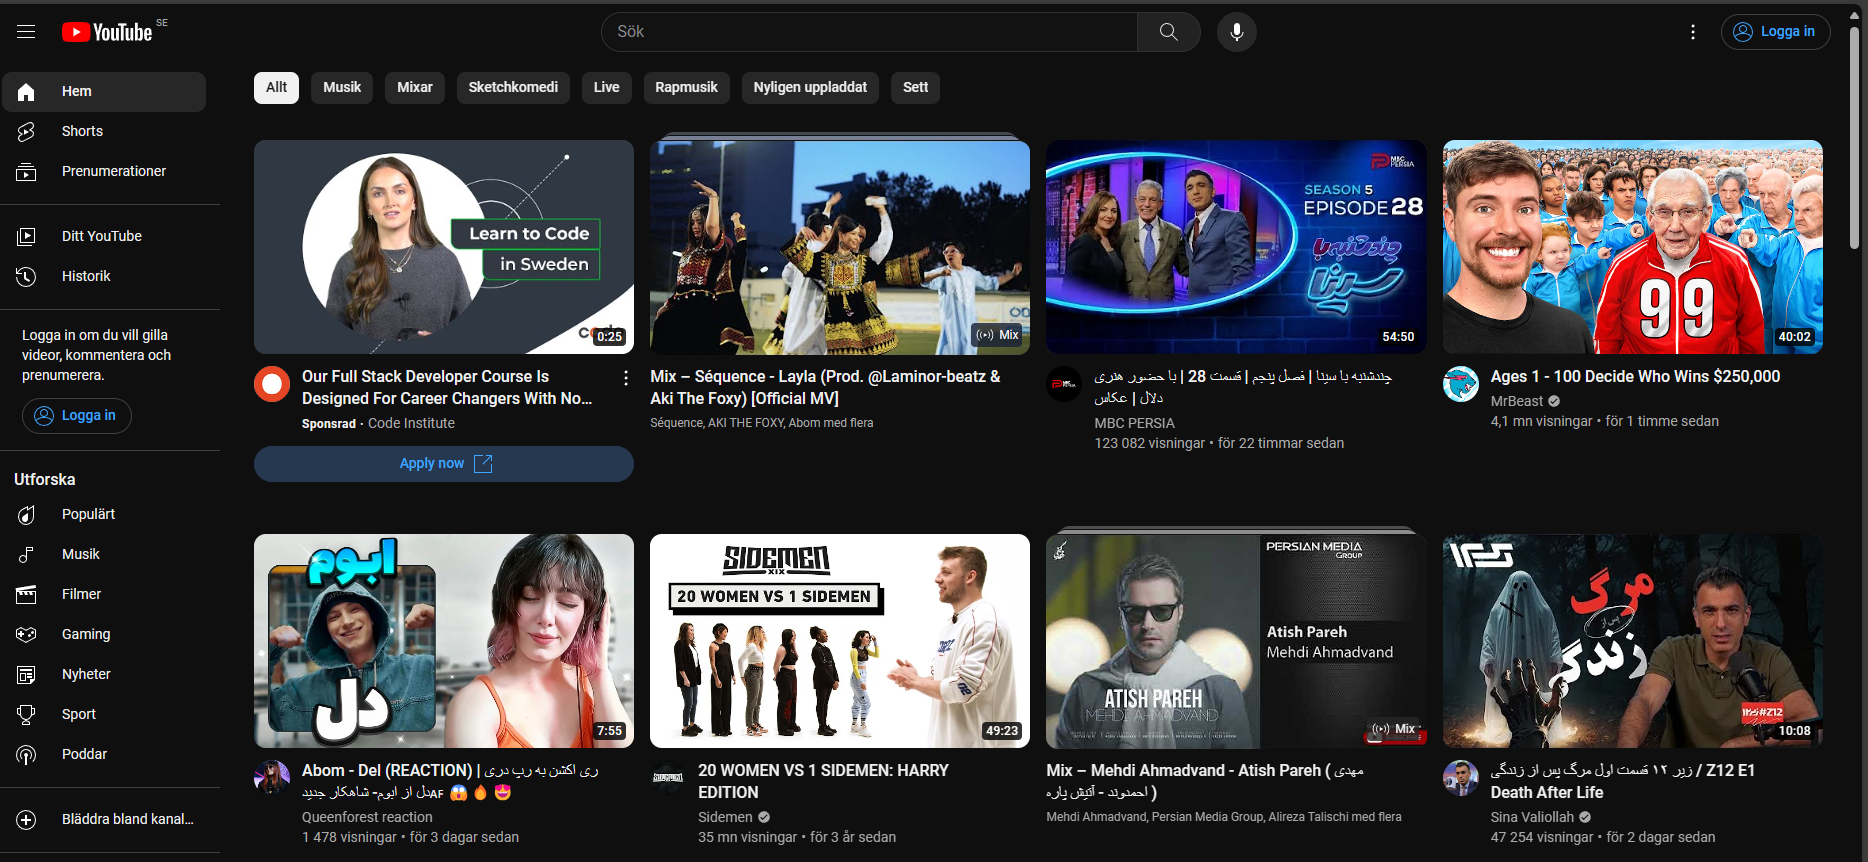 YouTube SE
Sök
Logga in
Hem
Shorts
Prenumerationer
Ditt YouTube
Historik
Logga in om du vill gilla
videor, kommentera och
prenumerera.
Logga in
Utforska
Populärt
Musik
Filmer
Gaming
Nyheter
Sport
Poddar
Bläddra bland kanal...
Allt
Musik
Mixar
Sketchkomedi
Live
Rapmusik
Nyligen uppladdat
Sett
Learn to Code
in Sweden
0:25
Our Full Stack Developer Course Is
Designed For Career Changers With No...
Sponsrad · Code Institute
Apply now
Mix
Mix – Séquence - Layla (Prod. @Laminor-beatz &
Aki The Foxy) [Official MV]
Séquence, AKI THE FOXY, Abom med flera
MBC PERSIA
SEASON 5
EPISODE 28
چندشنبه با
سینا
54:50
چندشنبه با سینا | فصل پنجم | قسمت 28 | با حضور هنری
دلال | عکاس
MBC PERSIA
123 082 visningar • för 22 timmar sedan
99
40:02
Ages 1 - 100 Decide Who Wins $250,000
MrBeast
4,1 mn visningar • för 1 timme sedan
ابوم
دل
7:55
Abom - Del (REACTION) | ری اکشن به رپ دری
دل از ابوم- شاهکار جدیدAF 😱🔥🤩
Queenforest reaction
1 478 visningar • för 3 dagar sedan
SIDEMEN
XIX
20 WOMEN VS 1 SIDEMEN
49:23
20 WOMEN VS 1 SIDEMEN: HARRY
EDITION
Sidemen
35 mn visningar • för 3 år sedan
PERSIAN MEDIA
GROUP
Atish Pareh
Mehdi Ahmadvand
ATISH PAREH
MEHDI AHMADVAND
Mix
Mix – Mehdi Ahmadvand - Atish Pareh ( مهدی
احمدوند - آتیش پاره )
Mehdi Ahmadvand, Persian Media Group, Alireza Talischi med flera
مرگ
پس از
زندگی
#Z12
10:08
زیر ۱۲ قسمت اول مرگ پس از زندگی / Z12 E1
Death After Life
Sina Valiollah
47 254 visningar • för 2 dagar sedan